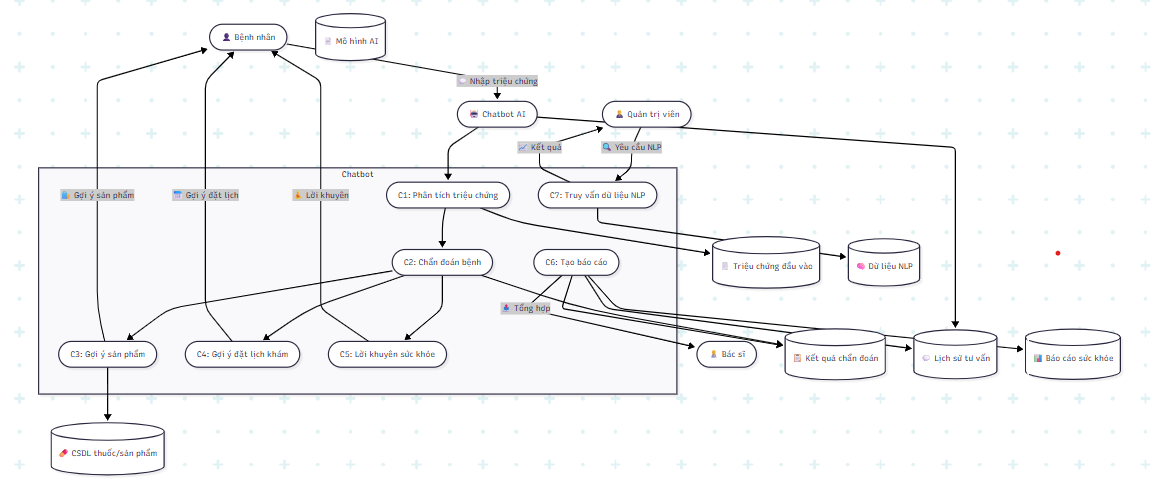 Bệnh nhân
Mô hình AI
Nhập triệu chứng
Chatbot AI
Quản trị viên
Kết quả
Yêu cầu NLP
Chatbot
Gợi ý sản phẩm
Gợi ý đặt lịch
Lời khuyên
C1: Phân tích triệu chứng
C7: Truy vấn dữ liệu NLP
C2: Chẩn đoán bệnh
C6: Tạo báo cáo
Triệu chứng đầu vào
Dữ liệu NLP
Tổng hợp
C3: Gợi ý sản phẩm
C4: Gợi ý đặt lịch khám
C5: Lời khuyên sức khỏe
Bác sĩ
Kết quả chẩn đoán
Lịch sử tư vấn
Báo cáo sức khỏe
CSDL thuốc/sản phẩm